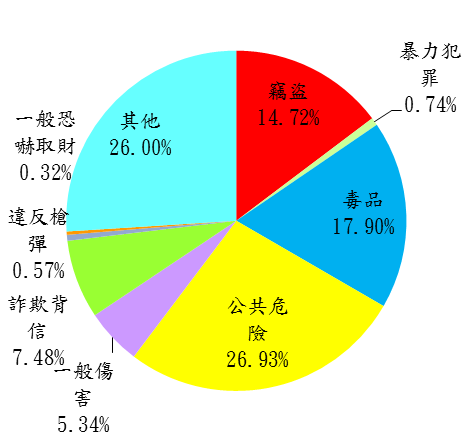 暴力犯
罪
0.74%
竊盜
14.72%
毒品
17.90%
公共危
險
26.93%
一般傷
害
5.34%
詐欺背
信
7.48%
違反槍
彈
0.57%
一般恐
嚇取財
0.32%
其他
26.00%